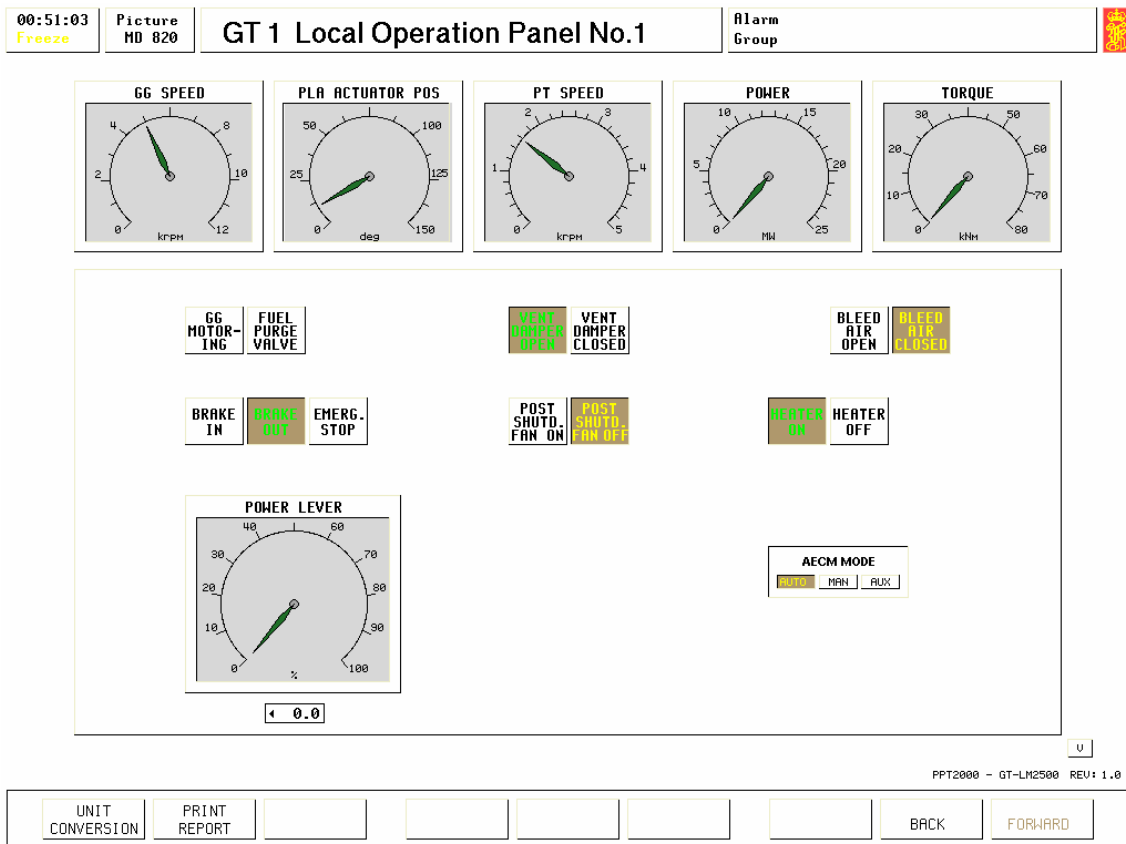 00:51:03
Freeze
Picture
MD 820
GT 1 Local Operation Panel No.1
Alarm
Group
GG SPEED
0 2 4 8 10 12
krpm
PLA ACTUATOR POS
0 25 50 100 125 150
deg
PT SPEED
0 1 2 3 4 5
krpm
POWER
0 5 10 15 20 25
MW
TORQUE
0 10 20 30 50 60 70 80
kNm
GG
MOTOR-
ING
FUEL
PURGE
VALVE
VENT
DAMPER
OPEN
VENT
DAMPER
CLOSED
BLEED
AIR
OPEN
BLEED
AIR
CLOSED
BRAKE
IN
BRAKE
OUT
EMERG.
STOP
POST
SHUTD.
FAN ON
POST
SHUTD.
FAN OFF
HEATER
ON
HEATER
OFF
POWER LEVER
0 10 20 30 40 60 70 80 90 100
%
0.0
AECM MODE
AUTO MAN AUX
V
PPT2000 - GT-LM2500 REV: 1.0
UNIT
CONVERSION
PRINT
REPORT
BACK
FORWARD